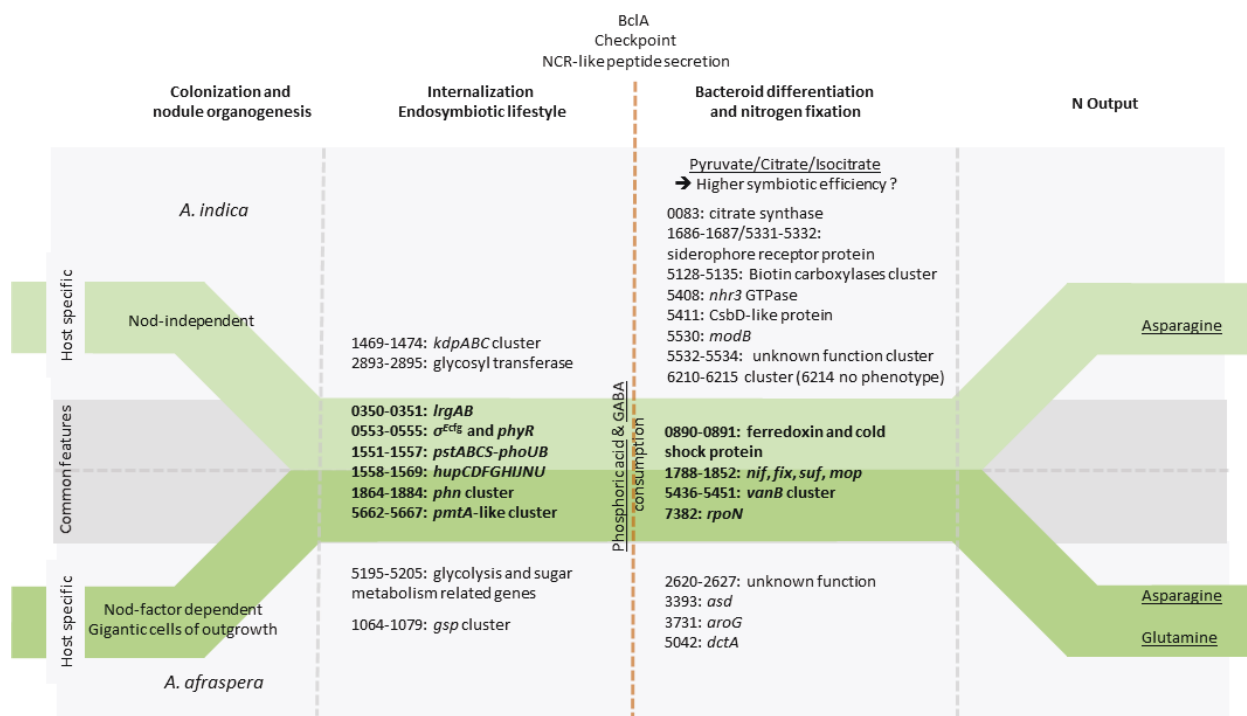 BclA
Checkpoint
NCR-like peptide secretion
Colonization and
nodule organogenesis
Internalization
Endosymbiotic lifestyle
Bacteroid differentiation
and nitrogen fixation
N Output
A. indica
Host specific
Nod-independent
1469-1474: kdpABC cluster
2893-2895: glycosyl transferase
Pyruvate/Citrate/Isocitrate
➔ Higher symbiotic efficiency ?
0083: citrate synthase
1686-1687/5331-5332:
siderophore receptor protein
5128-5135: Biotin carboxylases cluster
5408: nhr3 GTPase
5411: CsbD-like protein
5530: modB
5532-5534: unknown function cluster
6210-6215 cluster (6214 no phenotype)
Asparagine
Common features
0350-0351: lrgAB
0553-0555: σEcfg and phyR
1551-1557: pstABCS-phoUB
1558-1569: hupCDFGHIJNU
1864-1884: phn cluster
5662-5667: pmtA-like cluster
Phosphoric acid & GABA
consumption
0890-0891: ferredoxin and cold
shock protein
1788-1852: nif, fix, suf, mop
5436-5451: vanB cluster
7382: rpoN
Host specific
Nod-factor dependent
Gigantic cells of outgrowth
A. afraspera
5195-5205: glycolysis and sugar
metabolism related genes
1064-1079: gsp cluster
2620-2627: unknown function
3393: asd
3731: aroG
5042: dctA
Asparagine
Glutamine